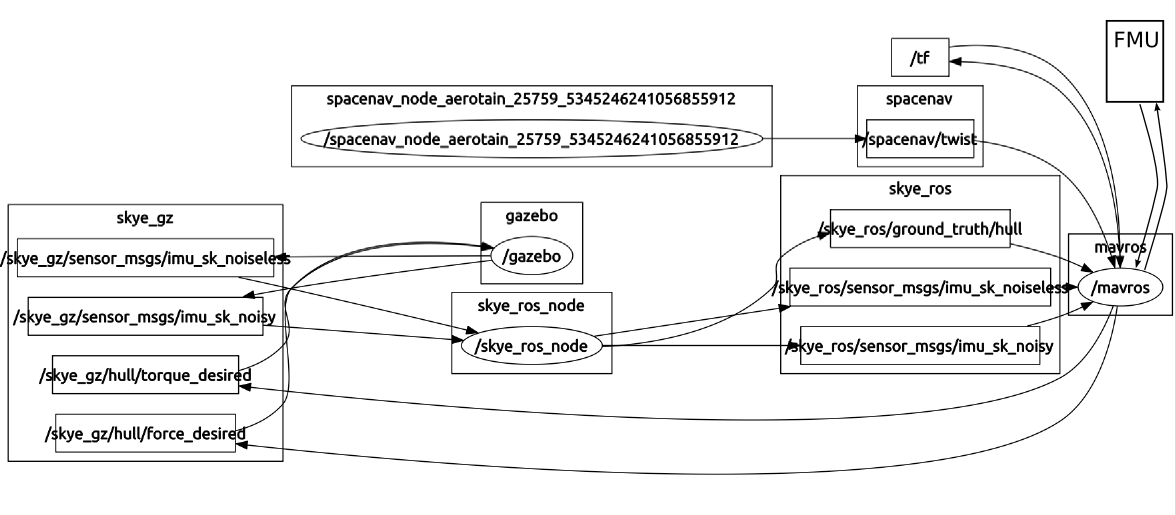 FMU
/tf
spacenav_node_aerotain_25759_5345246241056855912
spacenav
/spacenav_node_aerotain_25759_5345246241056855912
/spacenav/twist
skye_ros
skye_gz
gazebo
/skye_ros/ground_truth/hull
mavros
/skye_gz/sensor_msgs/imu_sk_noiseless
/gazebo
/skye_ros/sensor_msgs/imu_sk_noiseless
/mavros
skye_ros_node
/skye_gz/sensor_msgs/imu_sk_noisy
/skye_ros_node
/skye_ros/sensor_msgs/imu_sk_noisy
/skye_gz/hull/torque_desired
/skye_gz/hull/force_desired